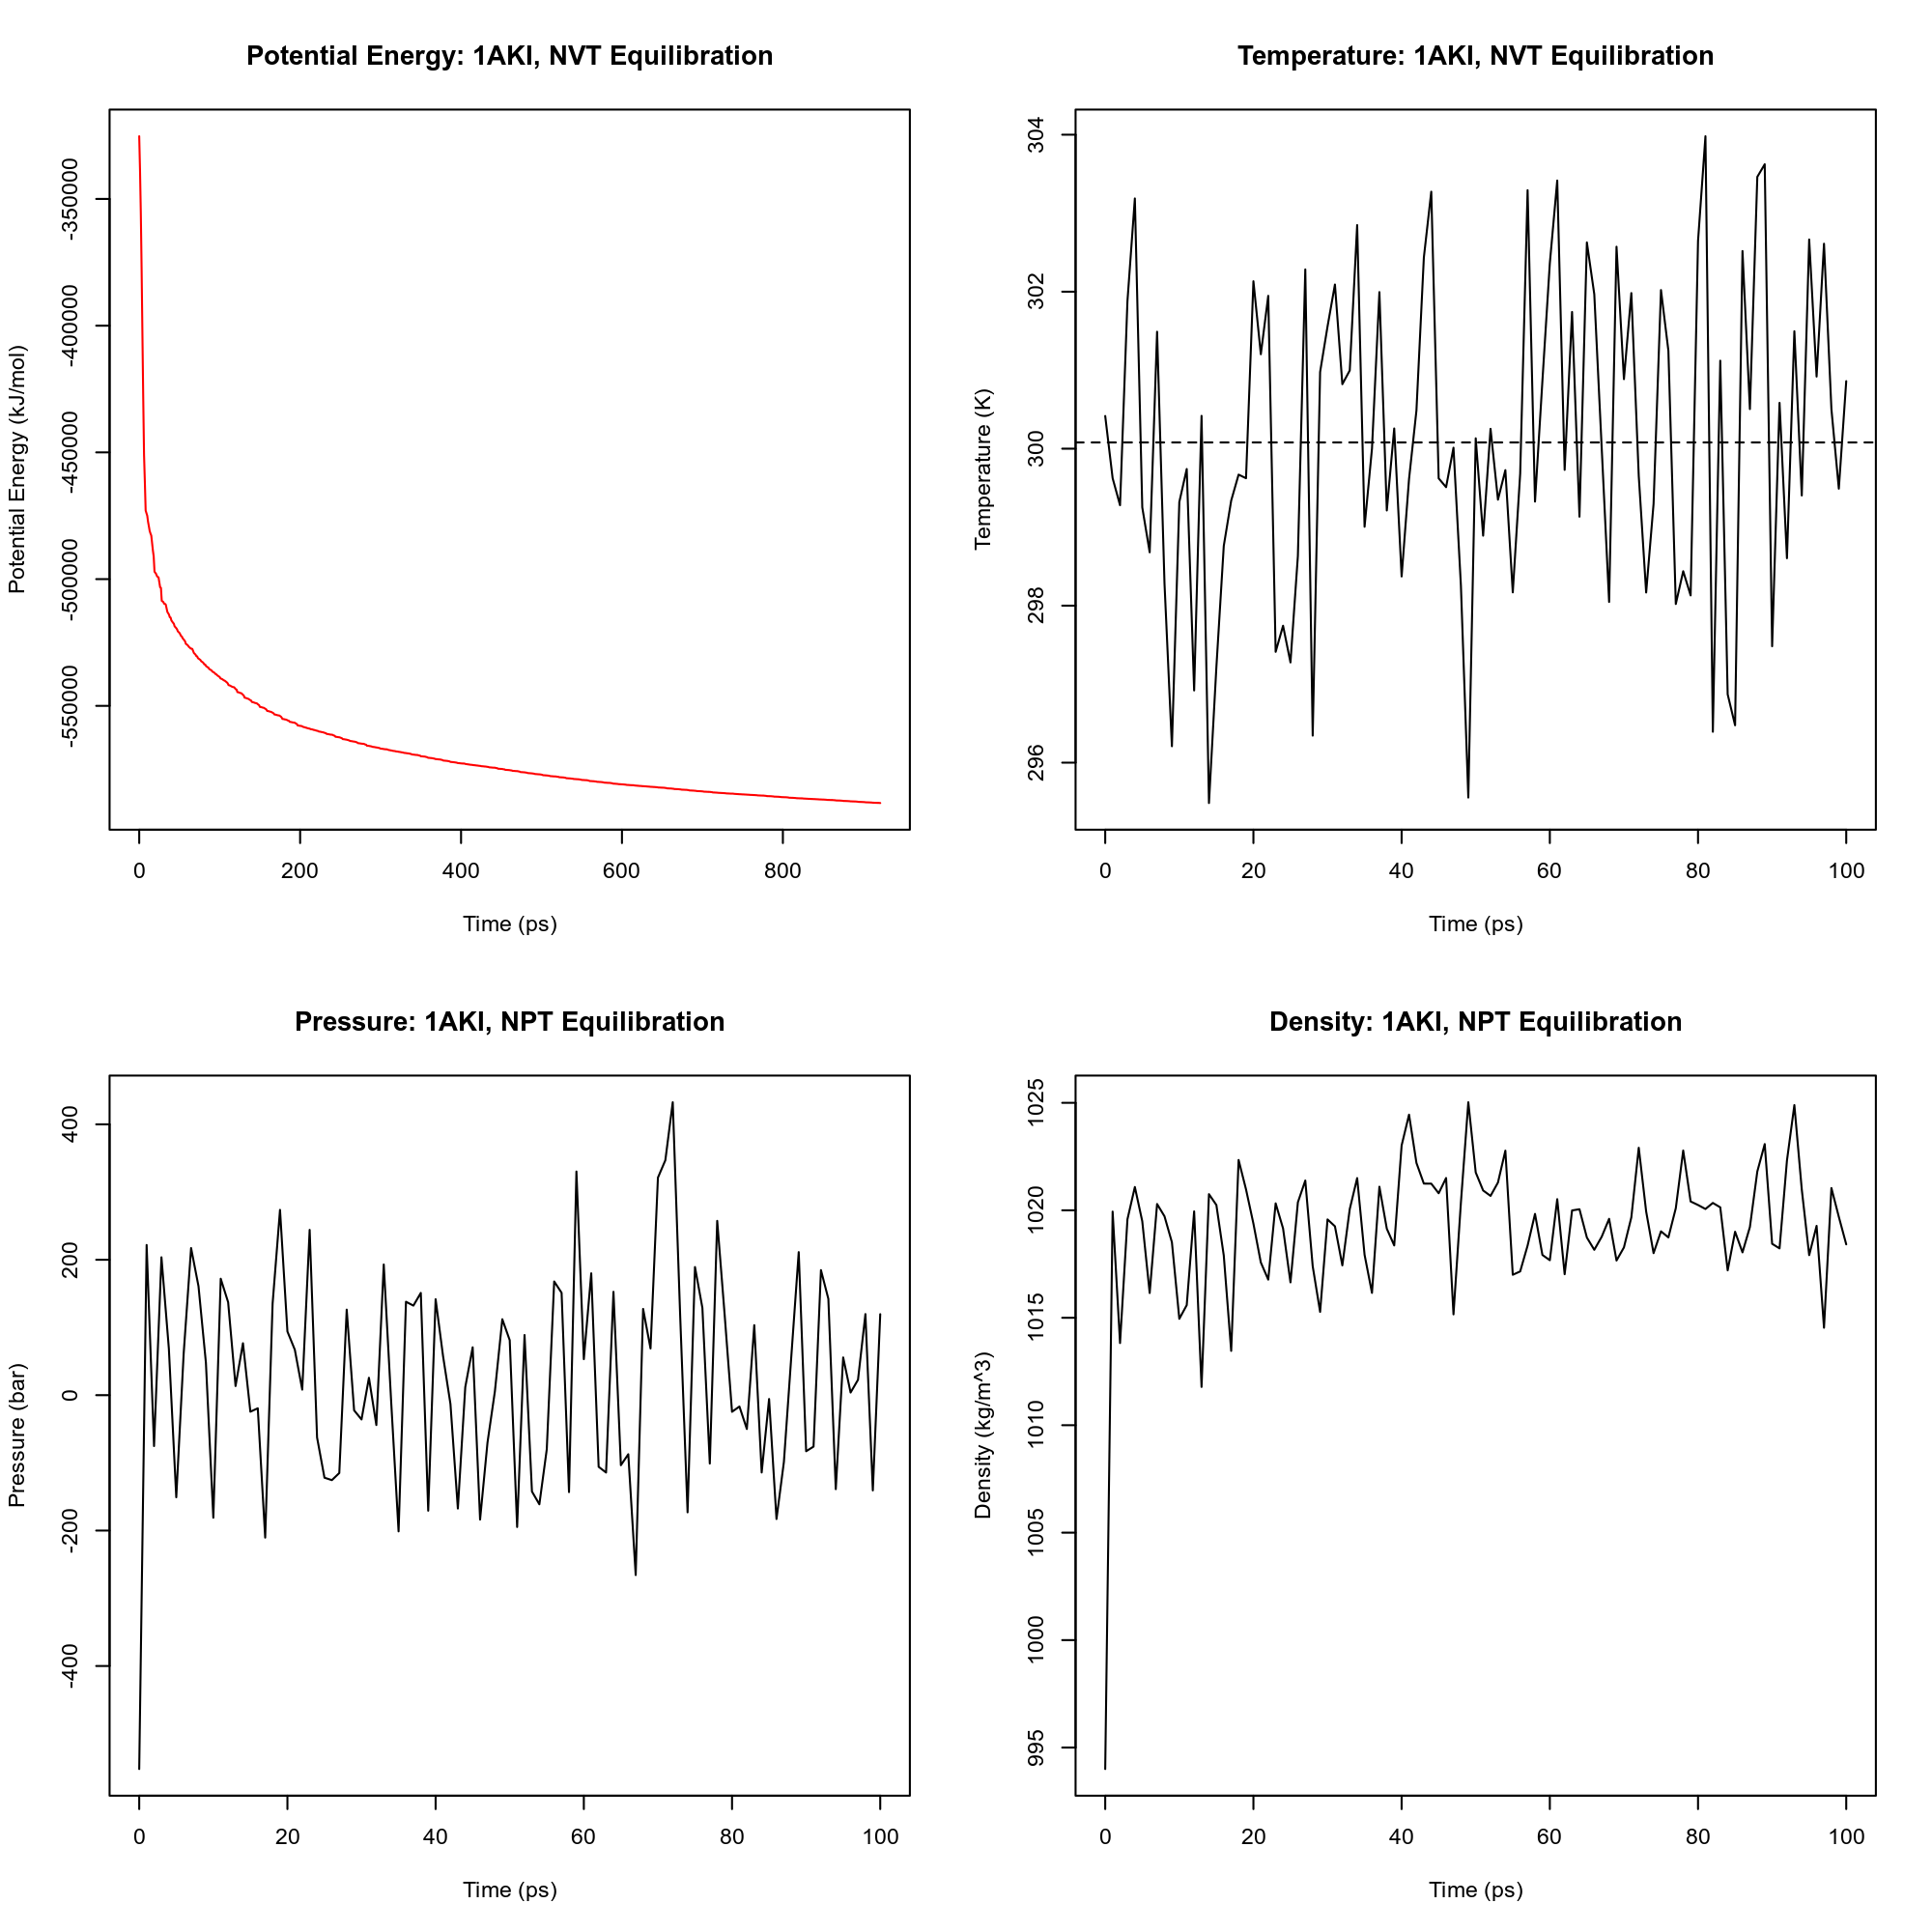 Potential Energy: 1AKI, NVT Equilibration
Potential Energy (kJ/mol)
-350000
-400000
-450000
-500000
-550000
0 200 400 600 800
Time (ps)
Temperature: 1AKI, NVT Equilibration
Temperature (K)
304
302
300
298
296
0 20 40 60 80 100
Time (ps)
Pressure: 1AKI, NPT Equilibration
Pressure (bar)
400
200
0
-200
-400
0 20 40 60 80 100
Time (ps)
Density: 1AKI, NPT Equilibration
Density (kg/m^3)
1025
1020
1015
1010
1005
1000
995
0 20 40 60 80 100
Time (ps)